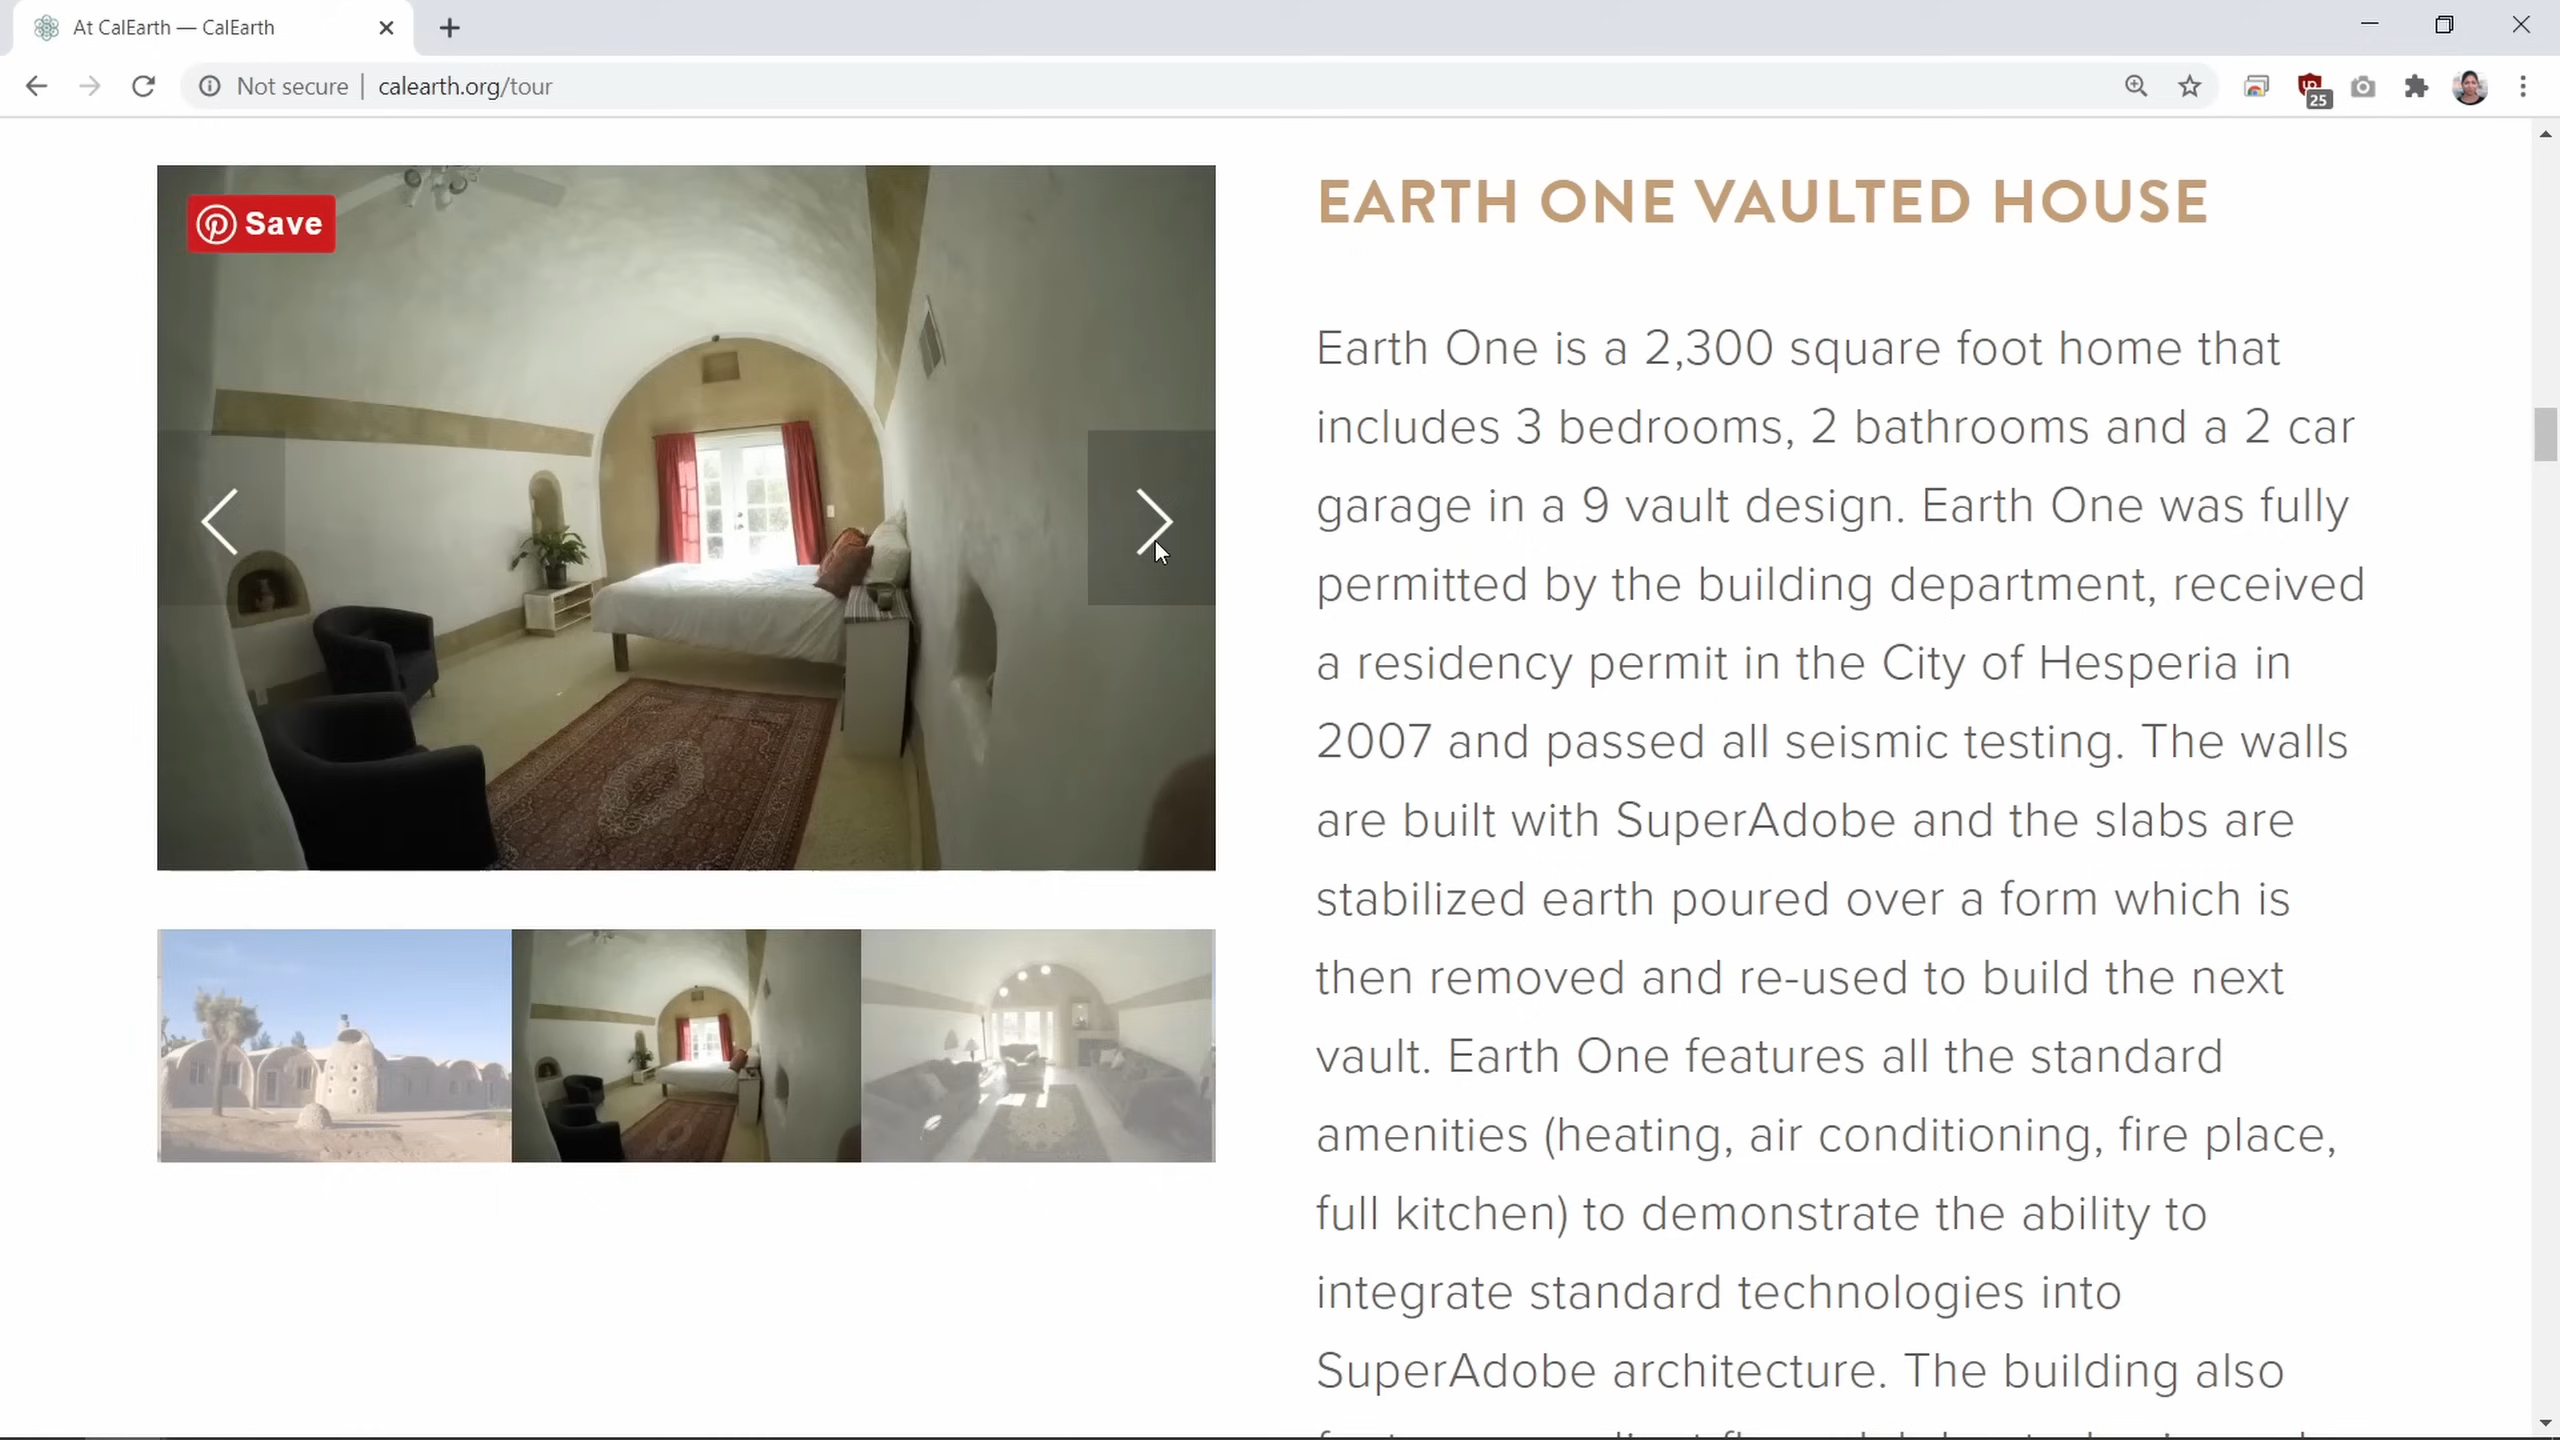 At CalEarth — CalEarth
Not secure | calearth.org/tour
25
Save
EARTH ONE VAULTED HOUSE
Earth One is a 2,300 square foot home that
includes 3 bedrooms, 2 bathrooms and a 2 car
garage in a 9 vault design. Earth One was fully
permitted by the building department, received
a residency permit in the City of Hesperia in
2007 and passed all seismic testing. The walls
are built with SuperAdobe and the slabs are
stabilized earth poured over a form which is
then removed and re-used to build the next
vault. Earth One features all the standard
amenities (heating, air conditioning, fire place,
full kitchen) to demonstrate the ability to
integrate standard technologies into
SuperAdobe architecture. The building also